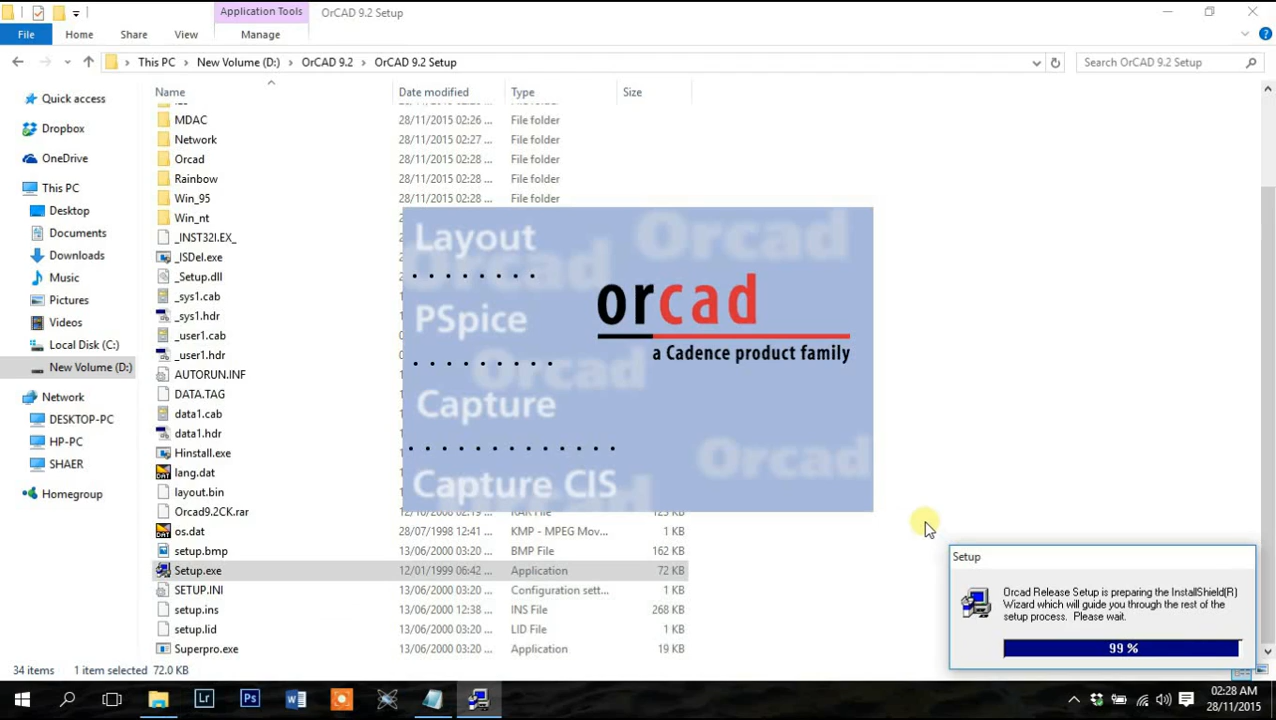 Application Tools
OrCAD 9.2 Setup
File
Home
Share
View
Manage
This PC
New Volume (D:)
OrCAD 9.2
OrCAD 9.2 Setup
Search OrCAD 9.2 Setup
Name
Date modified
Type
Size
Quick access
Dropbox
OneDrive
This PC
Desktop
Documents
Downloads
Music
Pictures
Videos
Local Disk (C:)
New Volume (D:)
Network
DESKTOP-PC
HP-PC
SHAER
Homegroup
MDAC 28/11/2015 02:26 ... File folder
Network 28/11/2015 02:27 ... File folder
Orcad 28/11/2015 02:28 ... File folder
Rainbow 28/11/2015 02:28 ... File folder
Win_95 28/11/2015 02:28 ... File folder
Win_nt
_INST32I.EX_
_ISDel.exe
_Setup.dll
_sys1.cab
_sys1.hdr
_user1.cab
_user1.hdr
AUTORUN.INF
DATA.TAG
data1.cab
data1.hdr
Hinstall.exe
lang.dat
layout.bin
Orcad9.2CK.rar
os.dat 28/07/1998 12:41 ... KMP - MPEG Mov... 1 KB
setup.bmp 13/06/2000 03:20 ... BMP File 162 KB
Setup.exe 12/01/1999 06:42 ... Application 72 KB
SETUP.INI 13/06/2000 03:20 ... Configuration sett... 1 KB
setup.ins 13/06/2000 12:38 ... INS File 268 KB
setup.lid 13/06/2000 03:20 ... LID File 1 KB
Superpro.exe 13/06/2000 03:20 ... Application 19 KB
Layout
PSpice
Capture
Capture CIS
Orcad
Orcad
Orcad
Orcad
orcad
a Cadence product family
Setup
Orcad Release Setup is preparing the InstallShield(R)
Wizard which will guide you through the rest of the
setup process. Please wait.
99 %
34 items
1 item selected 72.0 KB
Lr
Ps
02:28 AM
28/11/2015